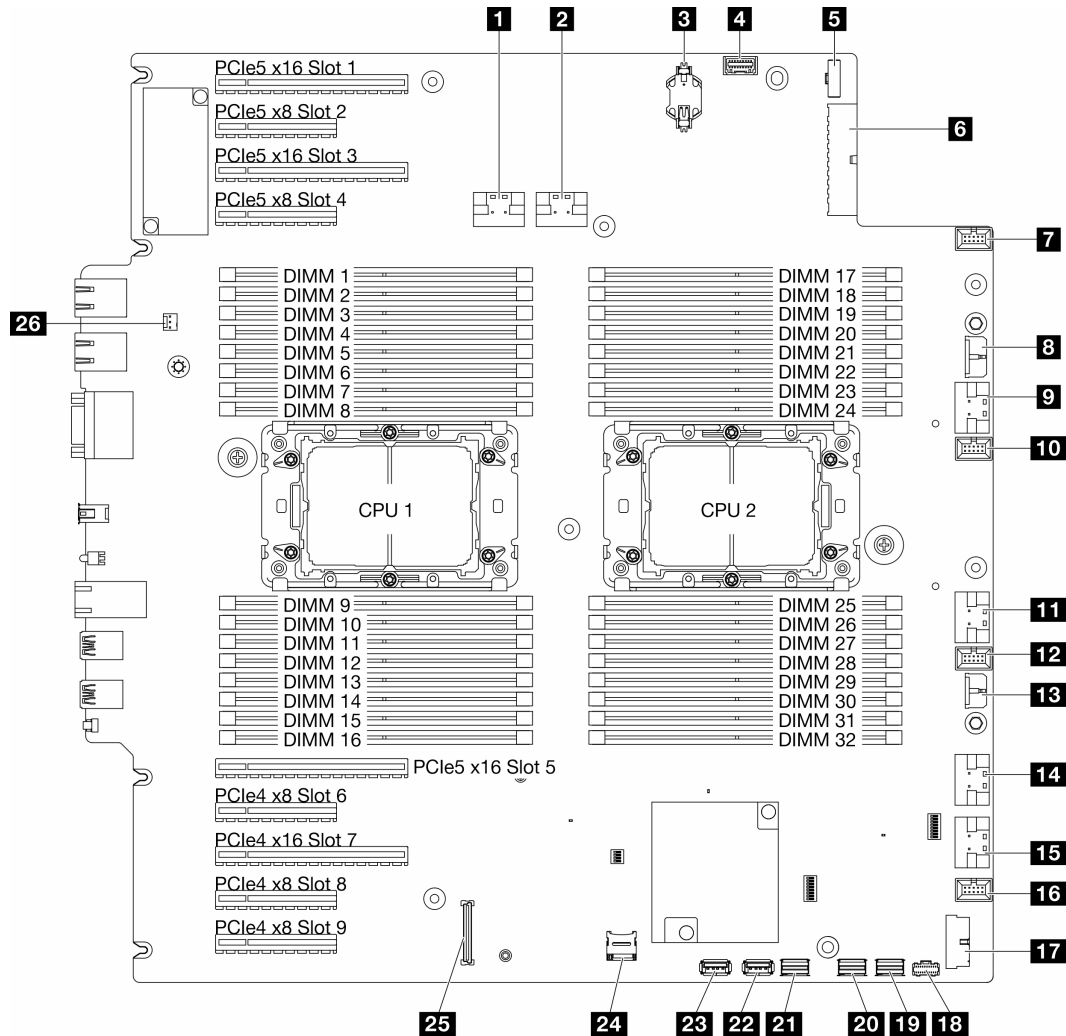 1 2 3 4 5
PCIe5 x16 Slot 1
PCIe5 x8 Slot 2
6
PCIe5 x16 Slot 3
PCIe5 x8 Slot 4
7
DIMM 1 DIMM 17
DIMM 2 DIMM 18
DIMM 3 DIMM 19
26
DIMM 4 DIMM 20
DIMM 5 DIMM 21
8
DIMM 6 DIMM 22
DIMM 7 DIMM 23
9
DIMM 8 DIMM 24
10
CPU 1 CPU 2
DIMM 9 DIMM 25
11
DIMM 10 DIMM 26
DIMM 11 DIMM 27
12
DIMM 12 DIMM 28
DIMM 13 DIMM 29
13
DIMM 14 DIMM 30
DIMM 15 DIMM 31
DIMM 16 DIMM 32
PCIe5 x16 Slot 5
14
PCIe4 x8 Slot 6
PCIe4 x16 Slot 7
15
PCIe4 x8 Slot 8
16
PCIe4 x8 Slot 9
17
25 24 23 22 21 20 19 18